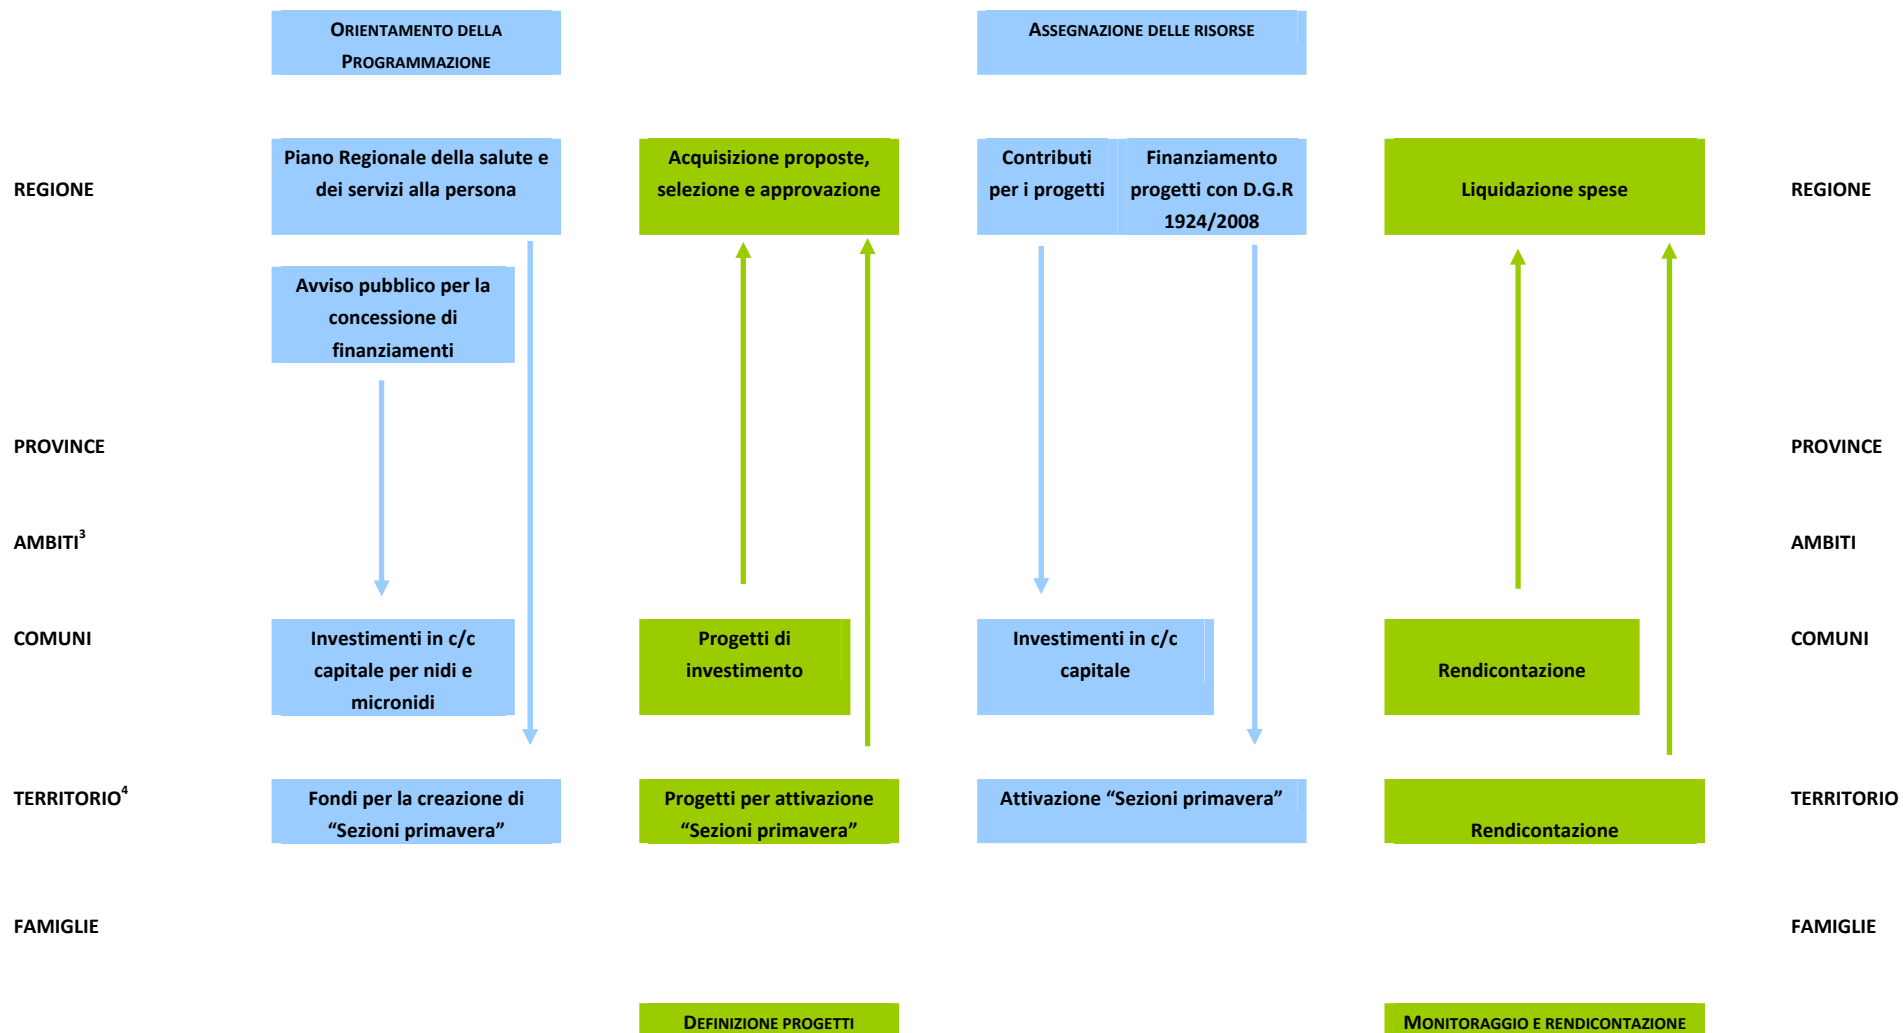 ORIENTAMENTO DELLA
PROGRAMMAZIONE
ASSEGNAZIONE DELLE RISORSE
REGIONE
Piano Regionale della salute e
dei servizi alla persona
Acquisizione proposte,
selezione e approvazione
Contributi
per i progetti
Finanziamento
progetti con D.G.R
1924/2008
Liquidazione spese
REGIONE
Avviso pubblico per la
concessione di
finanziamenti
PROVINCE
PROVINCE
AMBITI³
AMBITI
COMUNI
Investimenti in c/c
capitale per nidi e
micronidi
Progetti di
investimento
Investimenti in c/c
capitale
Rendicontazione
COMUNI
TERRITORIO⁴
Fondi per la creazione di
“Sezioni primavera”
Progetti per attivazione
“Sezioni primavera”
Attivazione “Sezioni primavera”
Rendicontazione
TERRITORIO
FAMIGLIE
FAMIGLIE
DEFINIZIONE PROGETTI
MONITORAGGIO E RENDICONTAZIONE